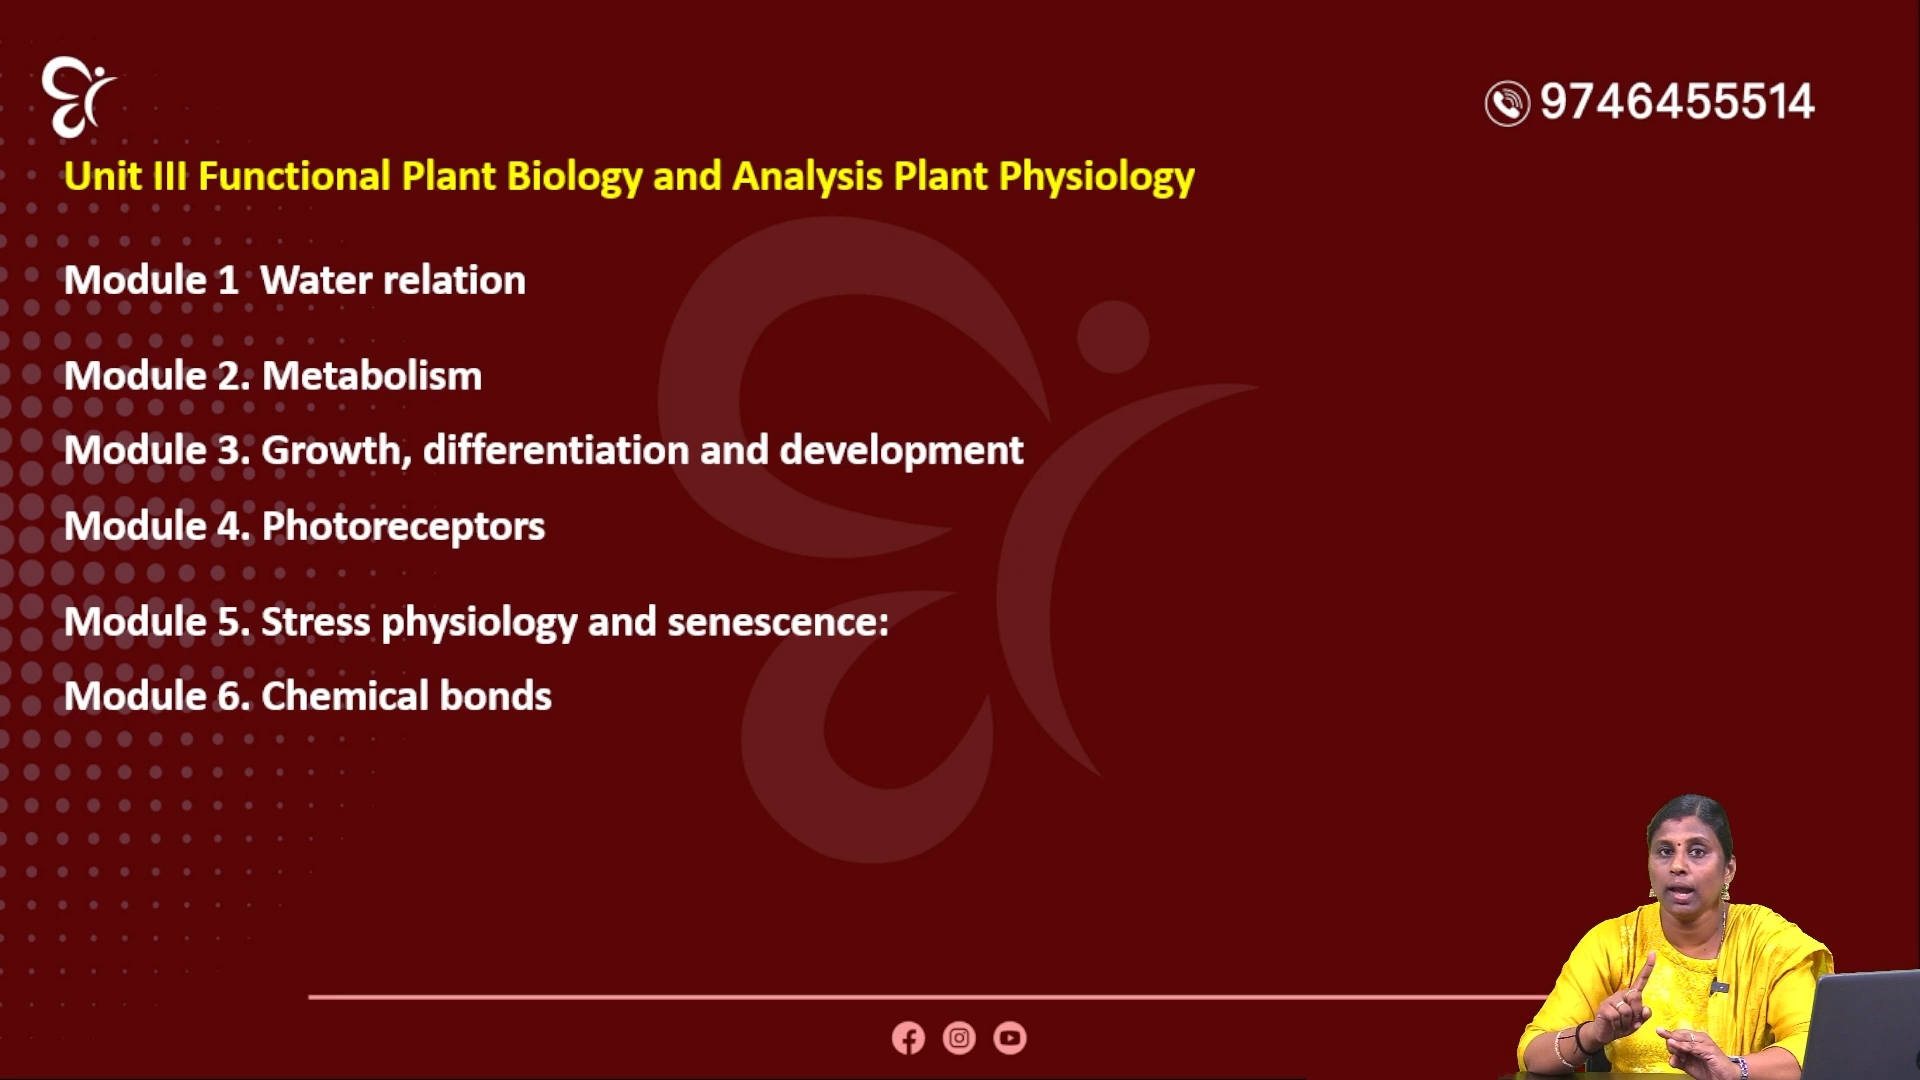 9746455514
Unit III Functional Plant Biology and Analysis Plant Physiology
Module 1  Water relation
Module 2. Metabolism
Module 3. Growth, differentiation and development
Module 4. Photoreceptors
Module 5. Stress physiology and senescence:
Module 6. Chemical bonds